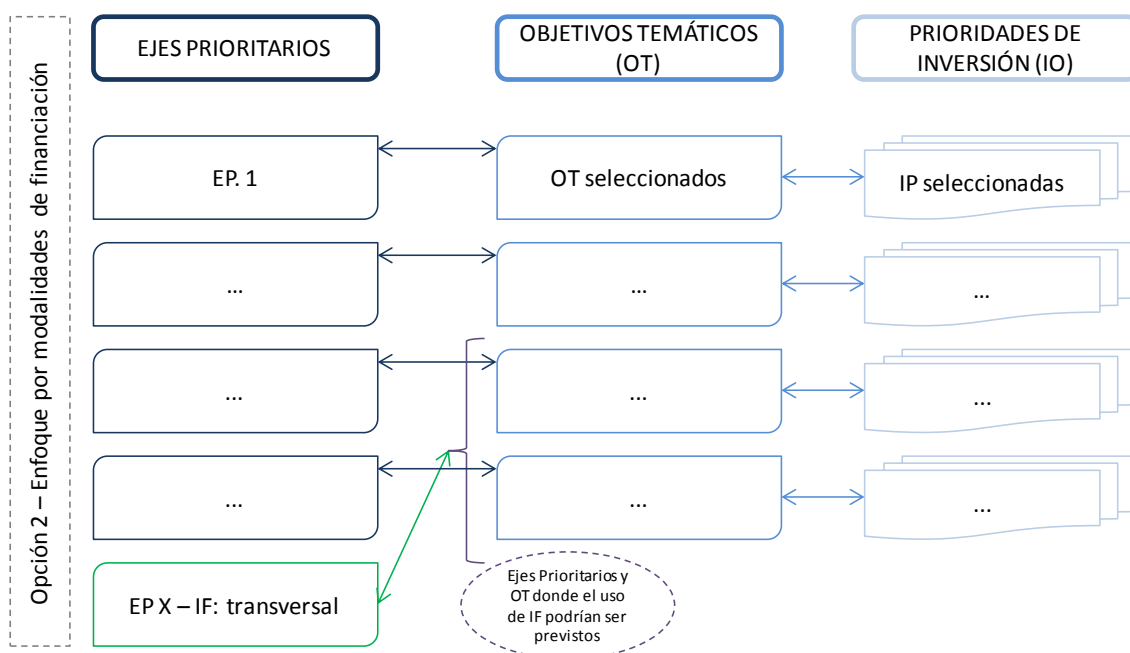 Opción 2 – Enfoque por modalidades de financiación
EJES PRIORITARIOS
OBJETIVOS TEMÁTICOS
(OT)
PRIORIDADES DE
INVERSIÓN (IO)
EP. 1
OT seleccionados
IP seleccionadas
...
...
...
...
...
...
...
...
...
EP X – IF: transversal
Ejes Prioritarios y
OT donde el uso
de IF podrían ser
previstos